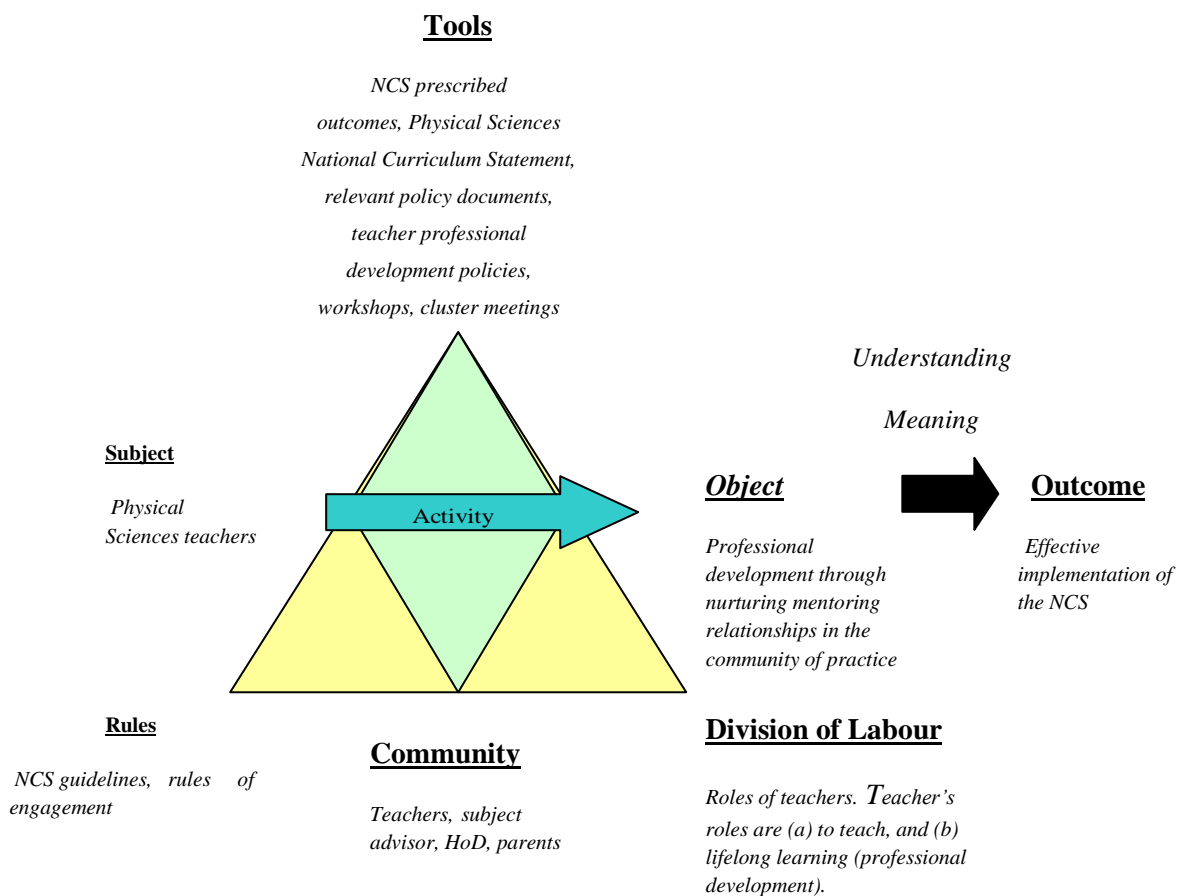 Tools
NCS prescribed
outcomes, Physical Sciences
National Curriculum Statement,
relevant policy documents,
teacher professional
development policies,
workshops, cluster meetings
Understanding
Meaning
Subject
Physical
Sciences teachers
Activity
Object
Professional
development through
nurturing mentoring
relationships in the
community of practice
Outcome
Effective
implementation of
the NCS
Rules
NCS guidelines, rules of
engagement
Community
Teachers, subject
advisor, HoD, parents
Division of Labour
Roles of teachers. Teacher's
roles are (a) to teach, and (b)
lifelong learning (professional
development).